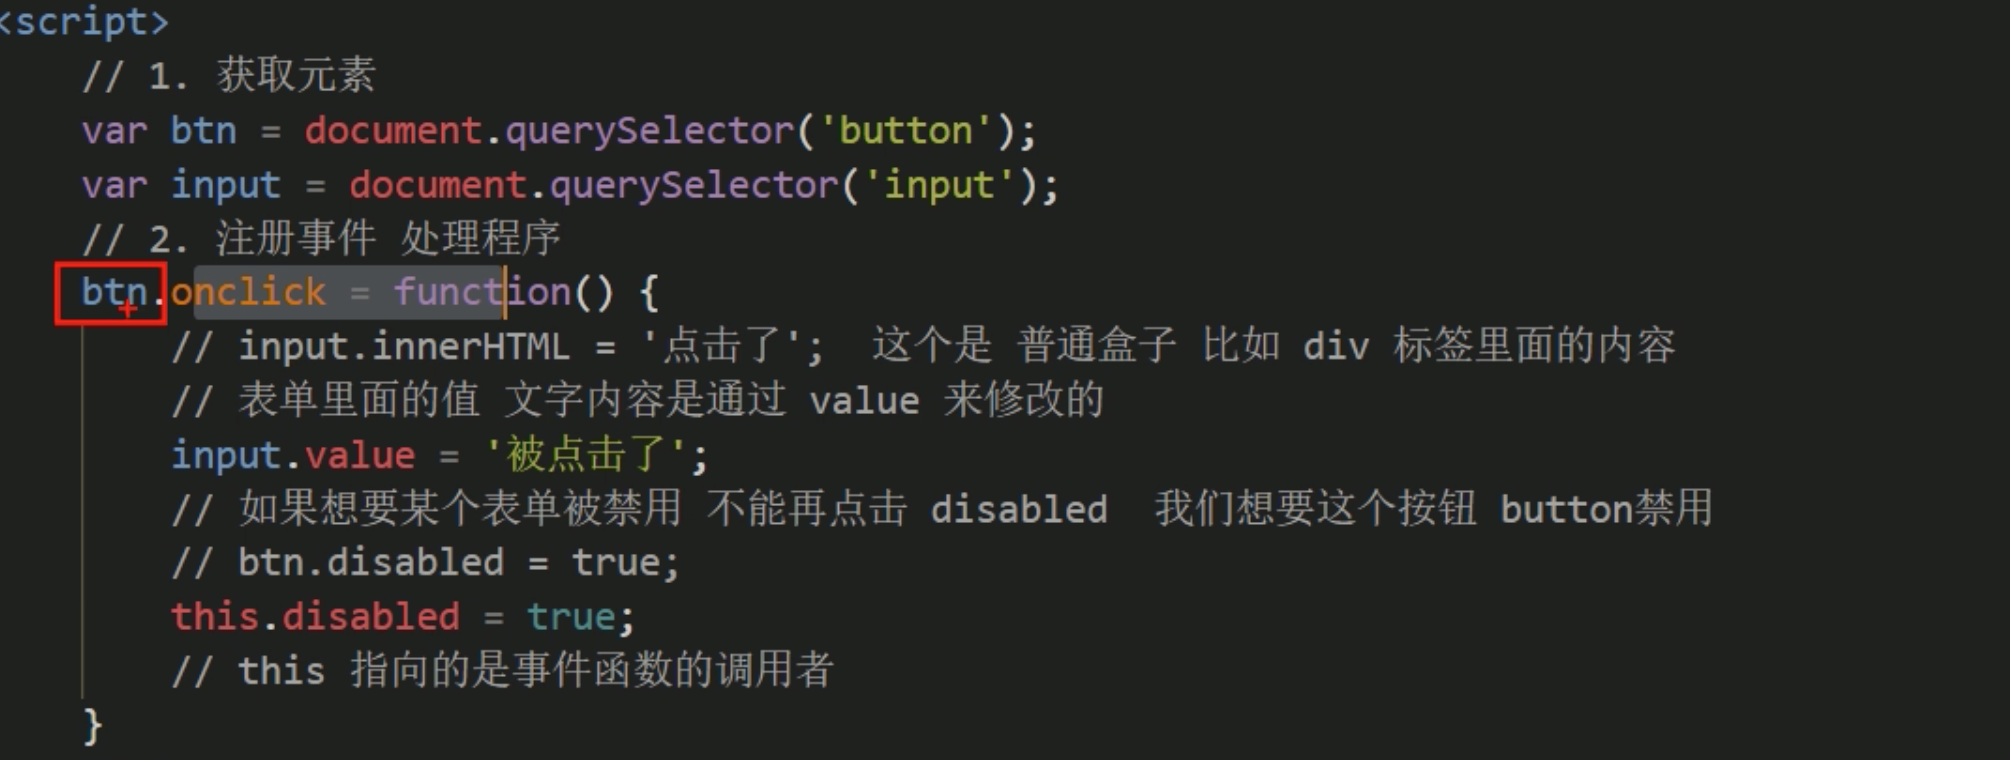 <script>
// 1. 获取元素
var btn = document.querySelector('button');
var input = document.querySelector('input');
// 2. 注册事件 处理程序
btn.onclick = function() {
// input.innerHTML = '点击了'; 这个是 普通盒子 比如 div 标签里面的内容
// 表单里面的值 文字内容是通过 value 来修改的
input.value = '被点击了';
// 如果想要某个表单被禁用 不能再点击 disabled 我们想要这个按钮 button禁用
// btn.disabled = true;
this.disabled = true;
// this 指向的是事件函数的调用者
}